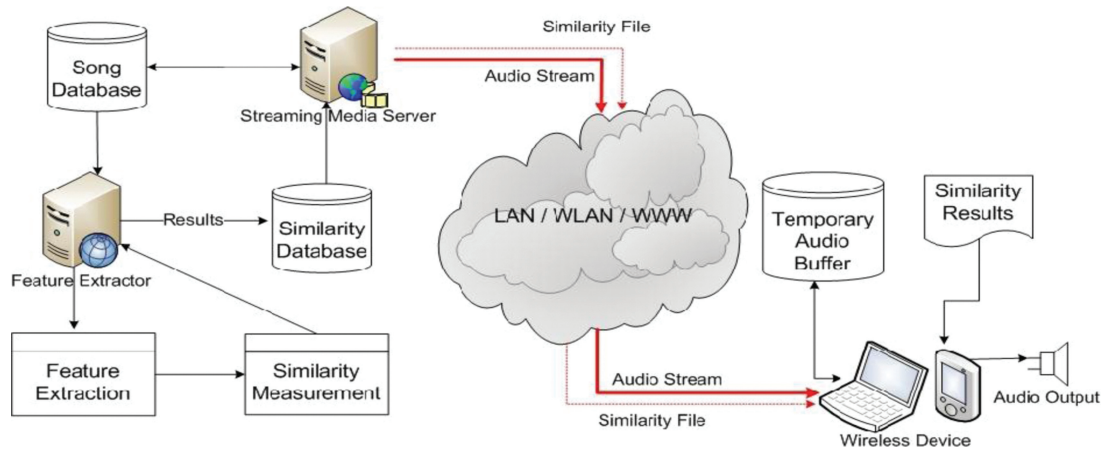 Similarity File
Song
Database
Audio Stream
Streaming Media Server
LAN / WLAN / WWW
Results
Similarity
Database
Feature Extractor
Temporary
Audio
Buffer
Similarity
Results
Feature
Extraction
Similarity
Measurement
Audio Stream
Similarity File
Audio Output
Wireless Device